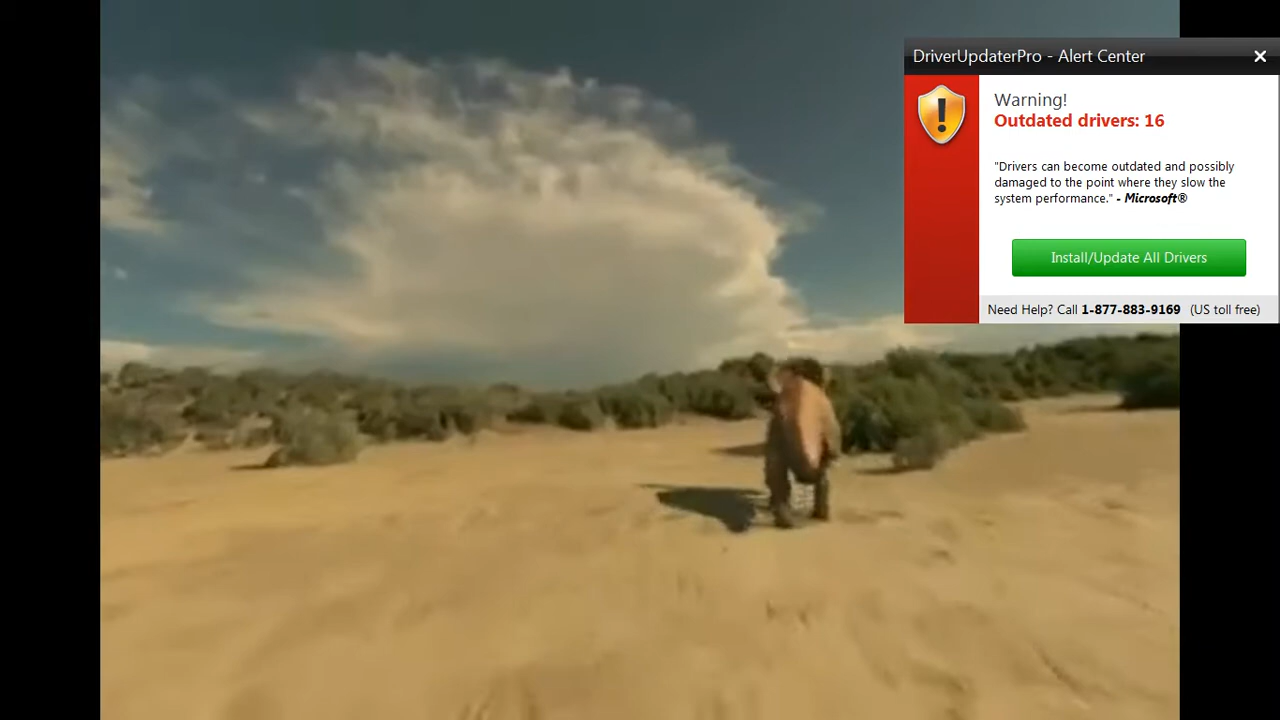 DriverUpdaterPro - Alert Center
Warning!
Outdated drivers: 16
"Drivers can become outdated and possibly
damaged to the point where they slow the
system performance." - Microsoft®
Install/Update All Drivers
Need Help? Call 1-877-883-9169 (US toll free)